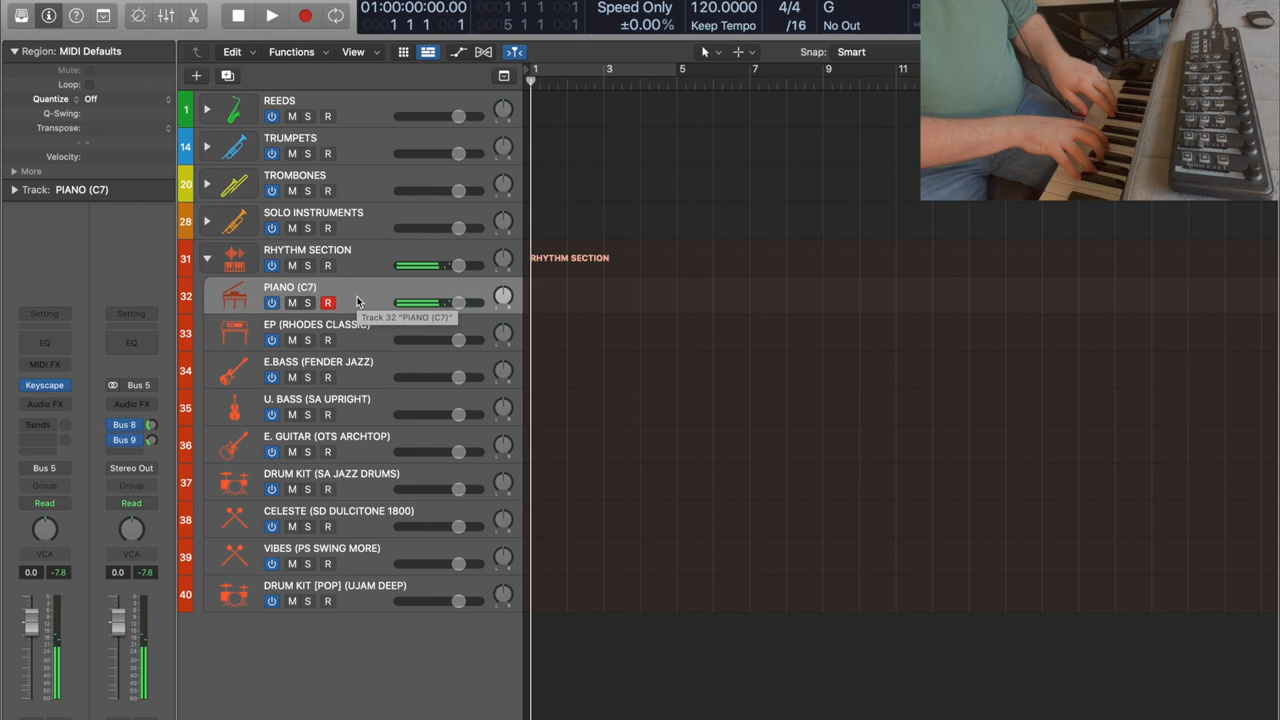 01:00:00:00.00
1 1 1 1
5 1 1
Speed Only
±0.00%
120.0000
Keep Tempo
4/4
/16
G
No Out
Region: MIDI Defaults
Edit
Functions
View
Snap: Smart
Mute:
Loop:
Quantize Off
Q-Swing:
Transpose:
Velocity:
More
Track: PIANO (C7)
1 3 5 7 9 11
1 REEDS
M S R
14 TRUMPETS
M S R
20 TROMBONES
M S R
28 SOLO INSTRUMENTS
M S R
31 RHYTHM SECTION
M S R
RHYTHM SECTION
32 PIANO (C7)
M S R
Track 32 "PIANO (C7)"
33 EP (RHODES CLASSIC)
M S R
34 E.BASS (FENDER JAZZ)
M S R
35 U. BASS (SA UPRIGHT)
M S R
36 E. GUITAR (OTS ARCHTOP)
M S R
37 DRUM KIT (SA JAZZ DRUMS)
M S R
38 CELESTE (SD DULCITONE 1800)
M S R
39 VIBES (PS SWING MORE)
M S R
40 DRUM KIT [POP] (UJAM DEEP)
M S R
Setting Setting
EQ EQ
MIDI FX
Keyscape Bus 5
Audio FX Audio FX
Sends Bus 8
Bus 9
Bus 5 Stereo Out
Group Group
Read Read
VCA VCA
0.0 -7.8 0.0 -7.8